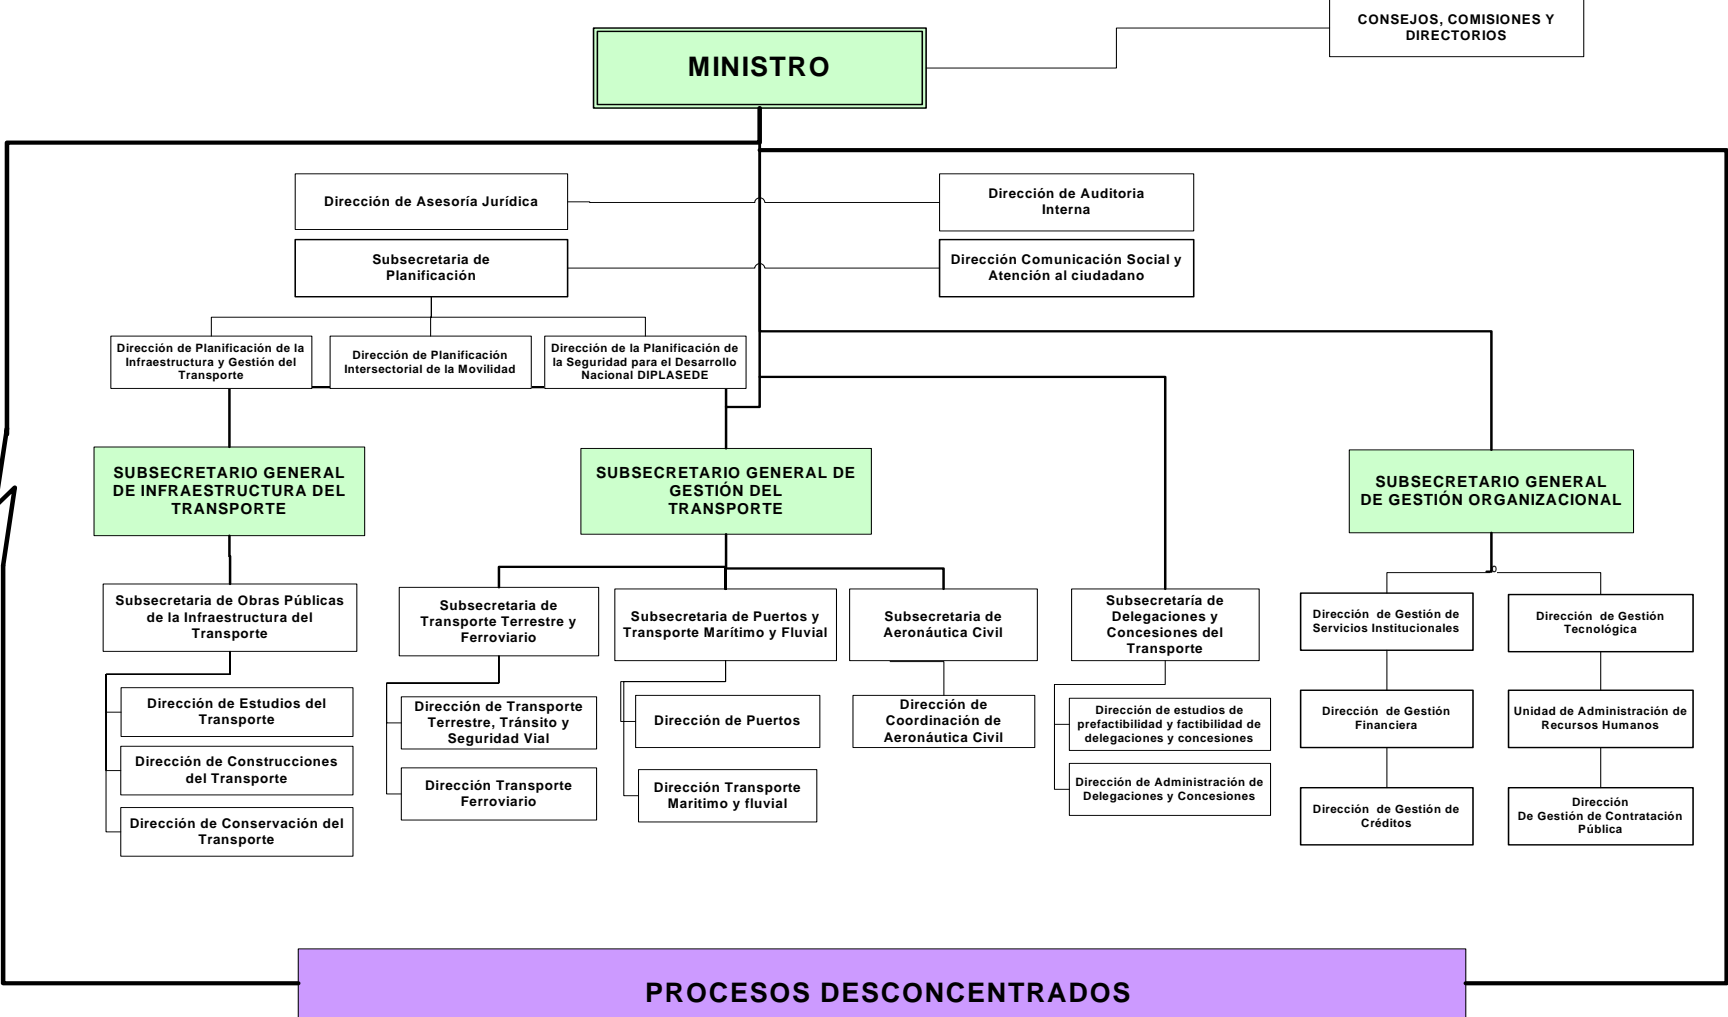 CONSEJOS, COMISIONES Y
DIRECTORIOS
MINISTRO
Dirección de Asesoría Jurídica
Dirección de Auditoria
Interna
Subsecretaria de
Planificación
Dirección Comunicación Social y
Atención al ciudadano
Dirección de Planificación de la
Infraestructura y Gestión del
Transporte
Dirección de Planificación
Intersectorial de la Movilidad
Dirección de la Planificación de
la Seguridad para el Desarrollo
Nacional DIPLASEDE
SUBSECRETARIO GENERAL
DE INFRAESTRUCTURA DEL
TRANSPORTE
SUBSECRETARIO GENERAL DE
GESTIÓN DEL
TRANSPORTE
SUBSECRETARIO GENERAL
DE GESTIÓN ORGANIZACIONAL
Subsecretaria de Obras Públicas
de la Infraestructura del
Transporte
Subsecretaria de
Transporte Terrestre y
Ferroviario
Subsecretaria de Puertos y
Transporte Marítimo y Fluvial
Subsecretaria de
Aeronáutica Civil
Subsecretaría de
Delegaciones y
Concesiones del
Transporte
Dirección de Gestión de
Servicios Institucionales
Dirección de Gestión
Tecnológica
Dirección de Estudios del
Transporte
Dirección de Construcciones
del Transporte
Dirección de Conservación del
Transporte
Dirección de Transporte
Terrestre, Tránsito y
Seguridad Vial
Dirección Transporte
Ferroviario
Dirección de Puertos
Dirección Transporte
Maritimo y fluvial
Dirección de
Coordinación de
Aeronáutica Civil
Dirección de estudios de
prefactibilidad y factibilidad de
delegaciones y concesiones
Dirección de Administración de
Delegaciones y Concesiones
Dirección de Gestión
Financiera
Unidad de Administración de
Recursos Humanos
Dirección de Gestión de
Créditos
Dirección
De Gestión de Contratación
Pública
PROCESOS DESCONCENTRADOS